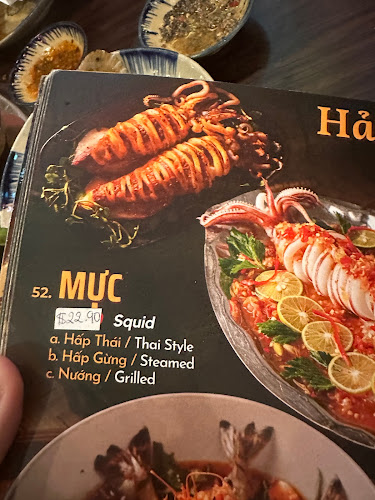 Hả
52. MỰC
$22.90 Squid
a. Hấp Thái / Thai Style
b. Hấp Gừng / Steamed
c. Nướng / Grilled